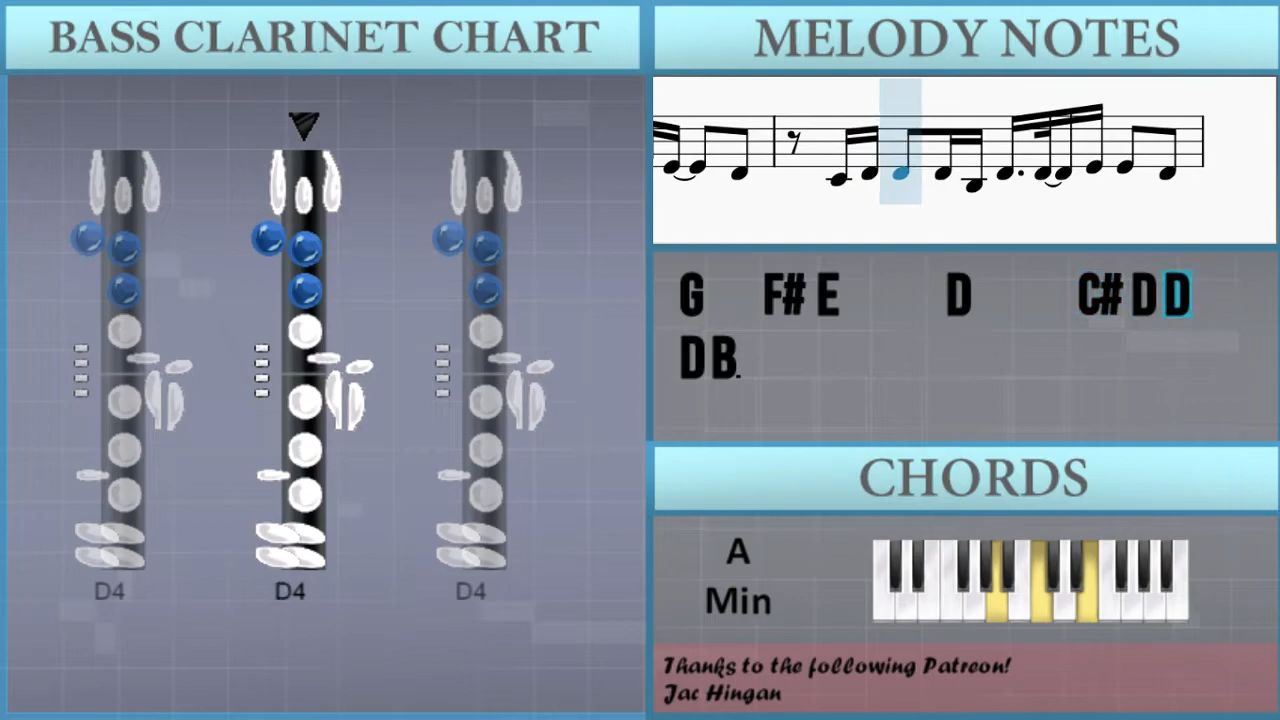 BASS CLARINET CHART
D4 D4 D4
MELODY NOTES
G F# E D C# D D
D B.
CHORDS
A
Min
Thanks to the following Patreon!
Jac Hingan